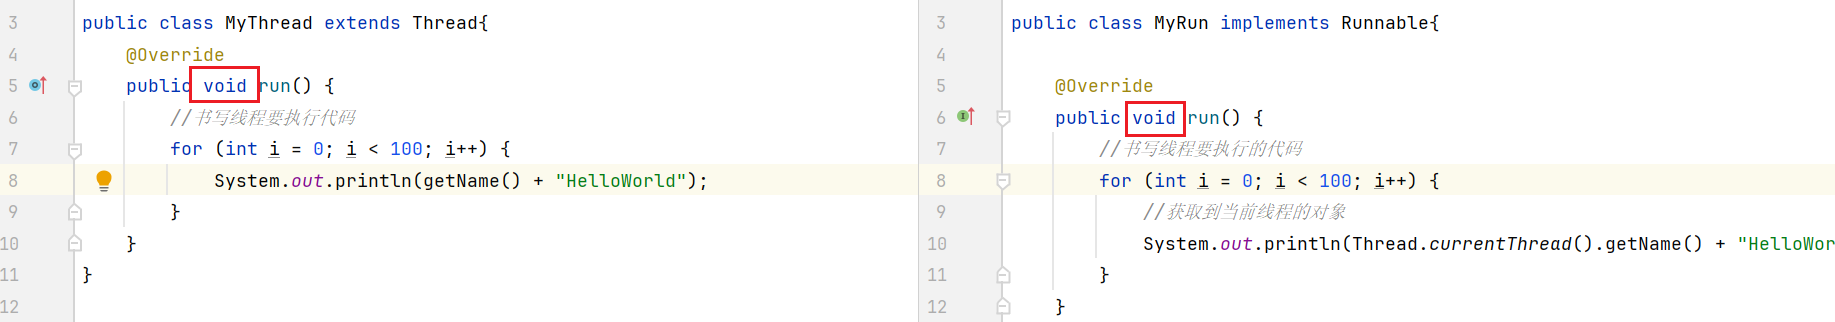 3 public class MyThread extends Thread{
4 @Override
5 public void run() {
6 //书写线程要执行代码
7 for (int i = 0; i < 100; i++) {
8 System.out.println(getName() + "HelloWorld");
9 }
10 }
11 }
12
3 public class MyRun implements Runnable{
4
5 @Override
6 public void run() {
7 //书写线程要执行的代码
8 for (int i = 0; i < 100; i++) {
9 //获取到当前线程的对象
10 System.out.println(Thread.currentThread().getName() + "HelloWor
11 }
12 }